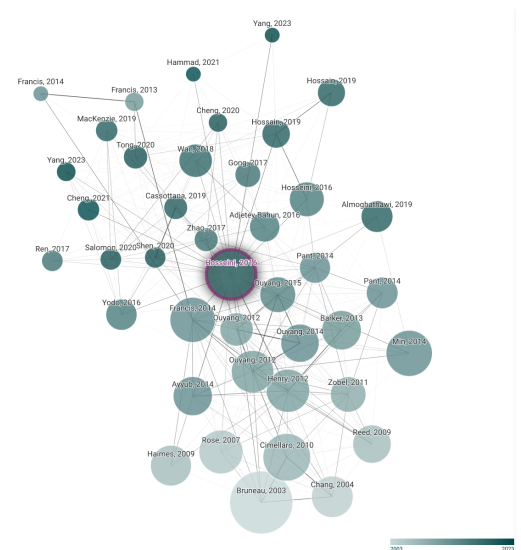 Yang, 2023
Hammad, 2021
Francis, 2014
Francis, 2013
Hossain, 2019
Cheng, 2020
MacKenzie, 2019
Hossain, 2019
Tong, 2020
Wan, 2018
Yang, 2023
Gong, 2017
Hosseini, 2016
Cheng, 2021
Cassottana, 2019
Almoghathawi, 2019
Adjetey-Bahun, 2016
Zhao, 2017
Ren, 2017
Salomon, 2020
Shen, 2020
Pant, 2014
Hosseini, 2016
Ouyang, 2015
Pant, 2014
Yodo, 2016
Francis, 2014
Ouyang, 2012
Barker, 2013
Ouyang, 2014
Min, 2014
Ouyang, 2012
Henry, 2012
Zobel, 2011
Ayyub, 2014
Rose, 2007
Reed, 2009
Cimellaro, 2010
Haimes, 2009
Chang, 2004
Bruneau, 2003
2003
2023